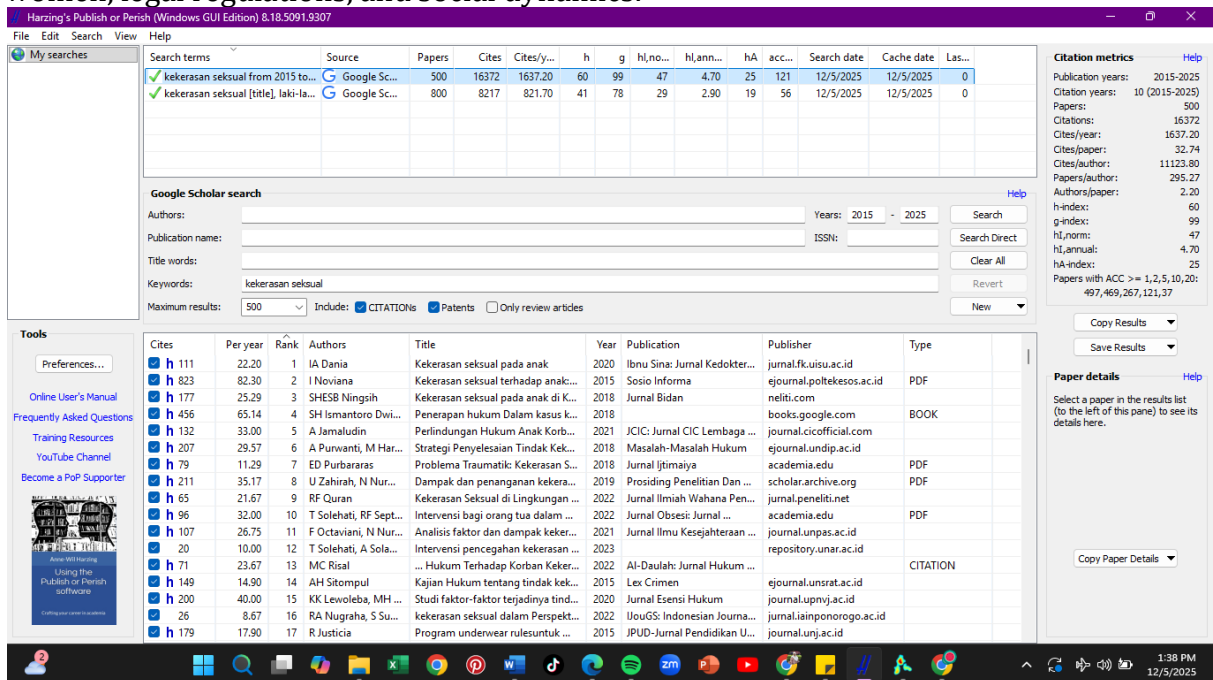 women, legal regulations, and social dynamics.
Harzing's Publish or Perish (Windows GUI Edition) 8.18.5091.9307
File Edit Search View Help
My searches
Search terms Source Papers Cites Cites/y... h g hI,no... hI,ann... hA acc... Search date Cache date Las...
kekerasan seksual from 2015 to... Google Sc... 500 16372 1637.20 60 99 47 4.70 25 121 12/5/2025 12/5/2025 0
kekerasan seksual [title], laki-la... Google Sc... 800 8217 821.70 41 78 29 2.90 19 56 12/5/2025 12/5/2025 0
Google Scholar search Help
Authors: Years: 2015 - 2025 Search
Publication name: ISSN: Search Direct
Title words: Clear All
Keywords: kekerasan seksual Revert
Maximum results: 500 Include: CITATIONs Patents Only review articles New
Tools
Preferences...
Online User's Manual
Frequently Asked Questions
Training Resources
YouTube Channel
Become a PoP Supporter
Anne-Wil Harzing
Using the
Publish or Perish
software
Crafting your career in academia
Cites Per year Rank Authors Title Year Publication Publisher Type
h 111 22.20 1 IA Dania Kekerasan seksual pada anak 2020 Ibnu Sina: Jurnal Kedokter... jurnal.fk.uisu.ac.id
h 823 82.30 2 I Noviana Kekerasan seksual terhadap anak:... 2015 Sosio Informa ejournal.poltekesos.ac.id PDF
h 177 25.29 3 SHESB Ningsih Kekerasan seksual pada anak di K... 2018 Jurnal Bidan neliti.com
h 456 65.14 4 SH Ismantoro Dwi... Penerapan hukum Dalam kasus k... 2018 books.google.com BOOK
h 132 33.00 5 A Jamaludin Perlindungan Hukum Anak Korb... 2021 JCIC: Jurnal CIC Lembaga ... journal.cicofficial.com
h 207 29.57 6 A Purwanti, M Har... Strategi Penyelesaian Tindak Kek... 2018 Masalah-Masalah Hukum ejournal.undip.ac.id
h 79 11.29 7 ED Purbararas Problema Traumatik: Kekerasan S... 2018 Jurnal Ijtimaiya academia.edu PDF
h 211 35.17 8 U Zahirah, N Nur... Dampak dan penanganan kekera... 2019 Prosiding Penelitian Dan ... scholar.archive.org PDF
h 65 21.67 9 RF Quran Kekerasan Seksual di Lingkungan ... 2022 Jurnal Ilmiah Wahana Pen... jurnal.peneliti.net
h 96 32.00 10 T Solehati, RF Sept... Intervensi bagi orang tua dalam ... 2022 Jurnal Obsesi: Jurnal ... academia.edu PDF
h 107 26.75 11 F Octaviani, N Nur... Analisis faktor dan dampak keker... 2021 Jurnal Ilmu Kesejahteraan ... journal.unpas.ac.id
20 10.00 12 T Solehati, A Sola... Intervensi pencegahan kekerasan ... 2023 repository.unar.ac.id
h 71 23.67 13 MC Risal ... Hukum Terhadap Korban Keker... 2022 Al-Daulah: Jurnal Hukum ... CITATION
h 149 14.90 14 AH Sitompul Kajian Hukum tentang tindak kek... 2015 Lex Crimen ejournal.unsrat.ac.id
h 200 40.00 15 KK Lewoleba, MH ... Studi faktor-faktor terjadinya tind... 2020 Jurnal Esensi Hukum journal.upnvj.ac.id
26 8.67 16 RA Nugraha, S Su... kekerasan seksual dalam Perspekt... 2022 IJouGS: Indonesian Journa... jurnal.iainponorogo.ac.id
h 179 17.90 17 R Justicia Program underwear rulesuntuk ... 2015 JPUD-Jurnal Pendidikan U... journal.unj.ac.id
Citation metrics Help
Publication years: 2015-2025
Citation years: 10 (2015-2025)
Papers: 500
Citations: 16372
Cites/year: 1637.20
Cites/paper: 32.74
Cites/author: 11123.80
Papers/author: 295.27
Authors/paper: 2.20
h-index: 60
g-index: 99
hI,norm: 47
hI,annual: 4.70
hA-index: 25
Papers with ACC >= 1,2,5,10,20:
497,469,267,121,37
Copy Results
Save Results
Paper details Help
Select a paper in the results list
(to the left of this pane) to see its
details here.
Copy Paper Details
2
zm
1:38 PM
12/5/2025